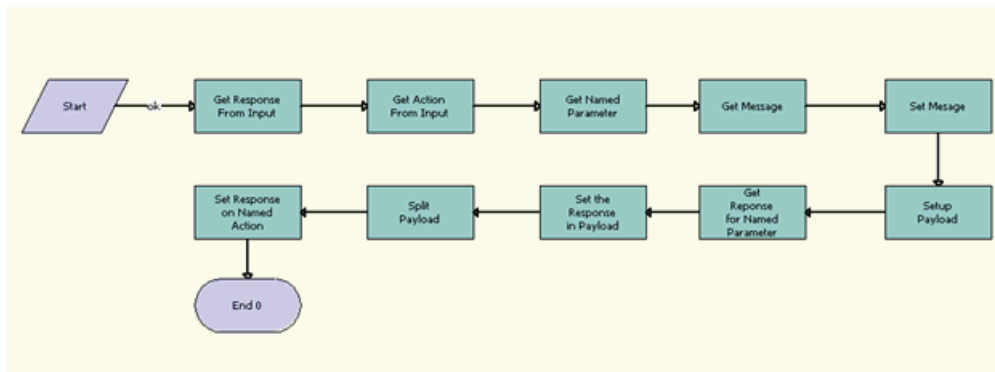 Start
ok
Get Response
From Input
Get Action
From Input
Get Named
Parameter
Get Message
Set Mesage
Set Response
on Named
Action
Split
Payload
Set the
Response
in Payload
Get
Reponse
for Named
Parameter
Setup
Payload
End 0